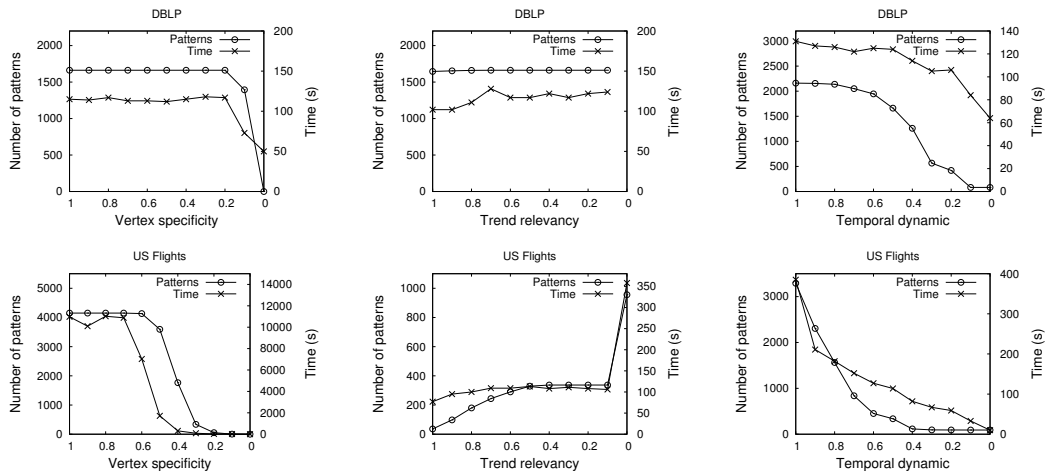 DBLP
Number of patterns
Time (s)
Patterns
Time
2000
1500
1000
500
0
200
150
100
50
0
1 0.8 0.6 0.4 0.2 0
Vertex specificity
DBLP
Number of patterns
Time (s)
Patterns
Time
2000
1500
1000
500
0
200
150
100
50
0
1 0.8 0.6 0.4 0.2 0
Trend relevancy
DBLP
Number of patterns
Time (s)
Patterns
Time
3000
2500
2000
1500
1000
500
0
140
120
100
80
60
40
20
0
1 0.8 0.6 0.4 0.2 0
Temporal dynamic
US Flights
Number of patterns
Time (s)
Patterns
Time
5000
4000
3000
2000
1000
0
14000
12000
10000
8000
6000
4000
2000
0
1 0.8 0.6 0.4 0.2 0
Vertex specificity
US Flights
Number of patterns
Time (s)
Patterns
Time
1000
800
600
400
200
0
350
300
250
200
150
100
50
0
1 0.8 0.6 0.4 0.2 0
Trend relevancy
US Flights
Number of patterns
Time (s)
Patterns
Time
3000
2000
1000
0
400
300
200
100
0
1 0.8 0.6 0.4 0.2 0
Temporal dynamic